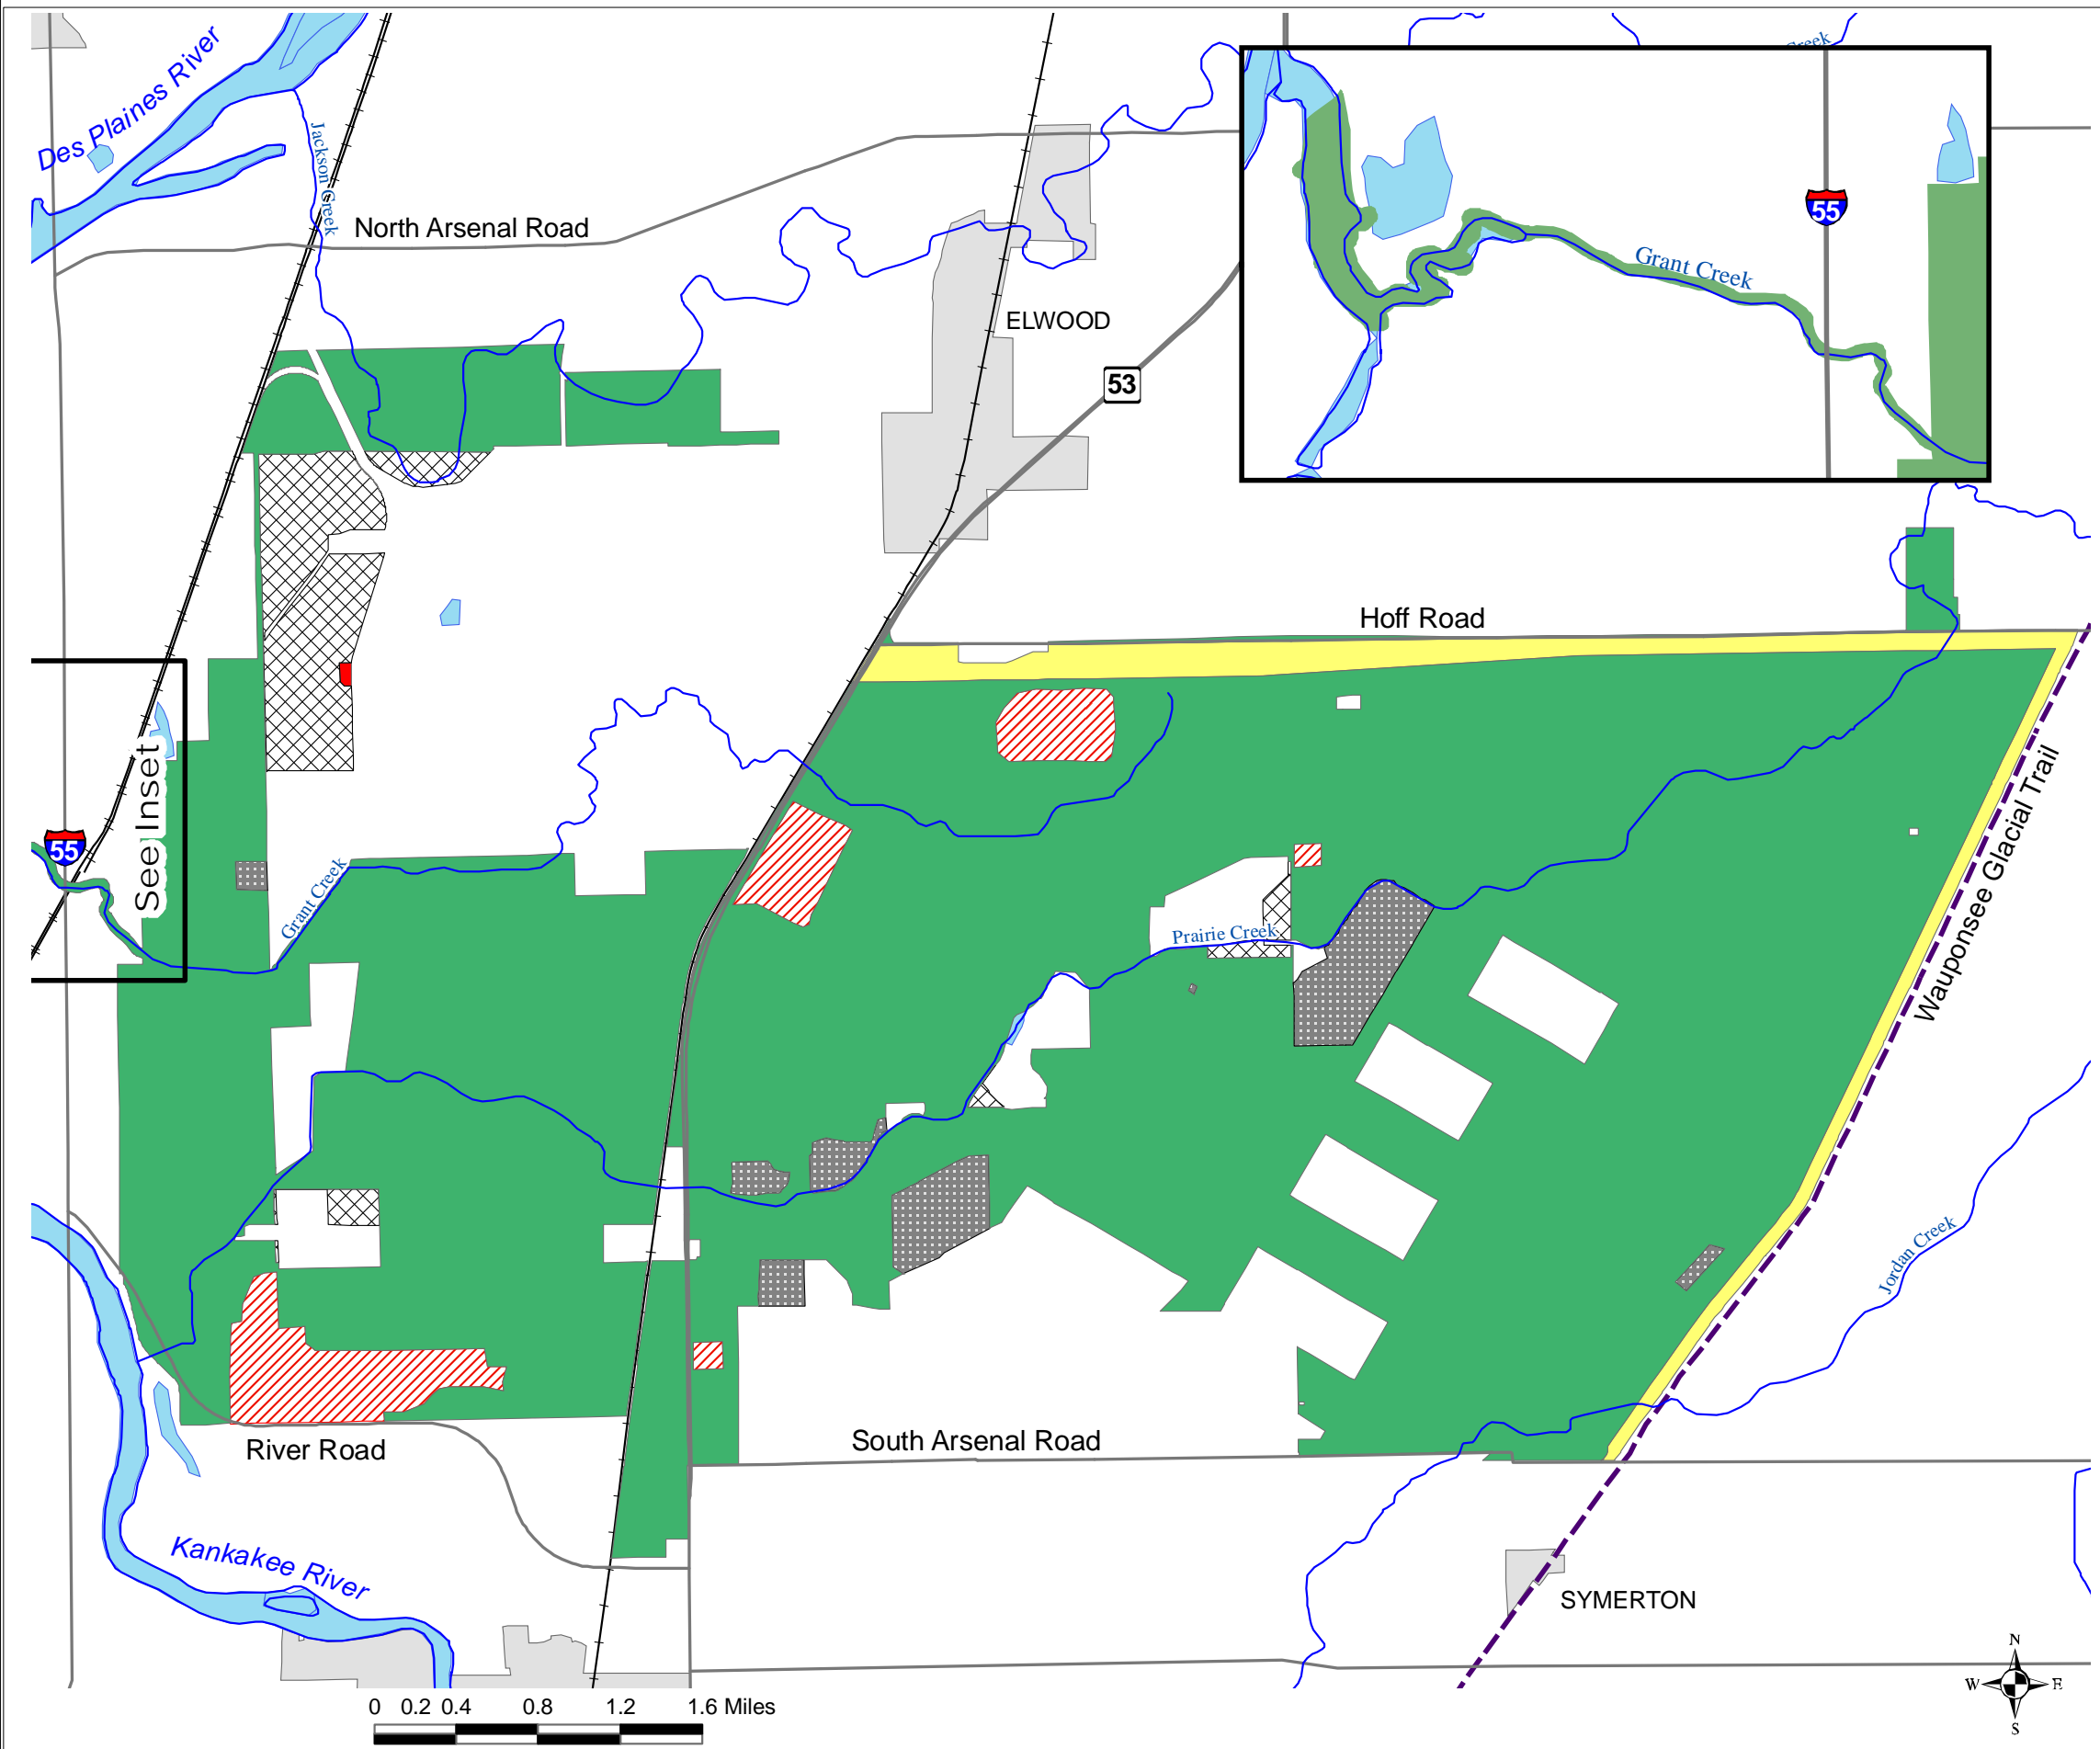 Des Plaines River
Jackson Creek
North Arsenal Road
ELWOOD
53
Creek
55
Grant Creek
Hoff Road
See Inset
55
Grant Creek
Prairie Creek
Wauponsee Glacial Trail
Jordan Creek
River Road
South Arsenal Road
Kankakee River
SYMERTON
0 0.2 0.4 0.8 1.2 1.6 Miles
N
W E
S